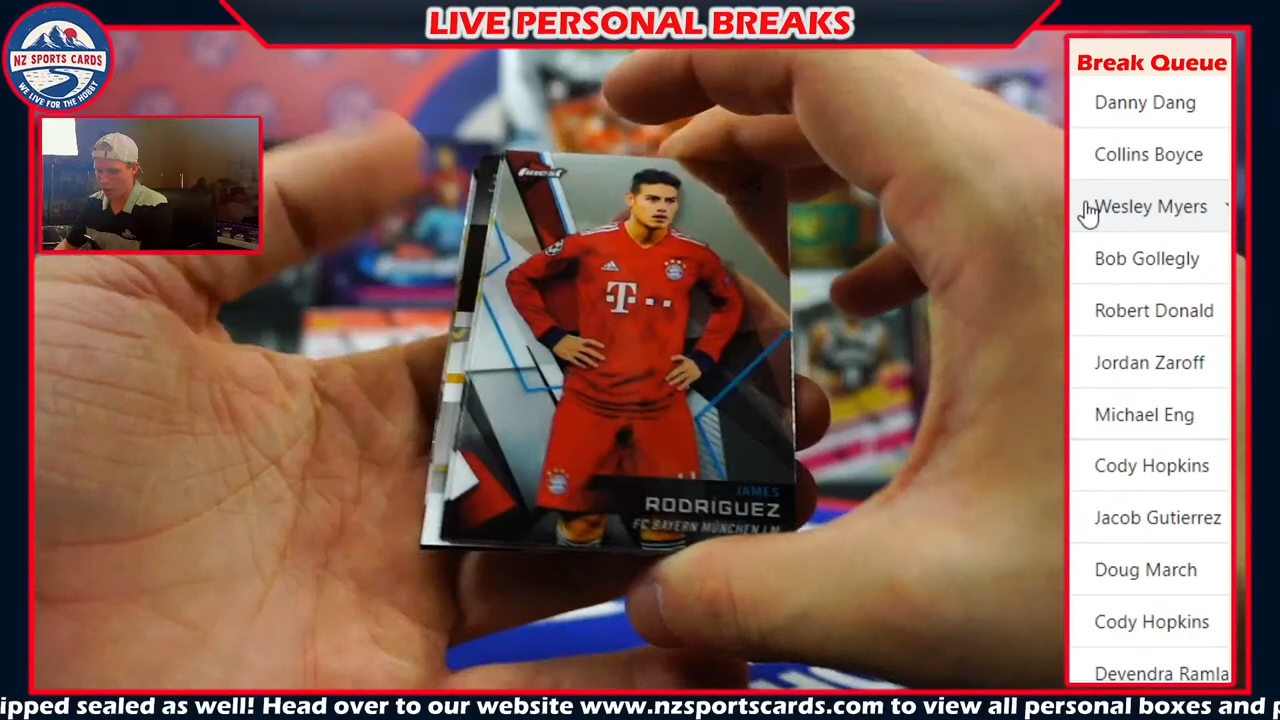 LIVE PERSONAL BREAKS
NZ SPORTS CARDS
WE LIVE FOR THE HOBBY
Break Queue
Danny Dang
Collins Boyce
Wesley Myers
Bob Gollegly
Robert Donald
Jordan Zaroff
Michael Eng
Cody Hopkins
Jacob Gutierrez
Doug March
Cody Hopkins
Devendra Ramla
finest
T
JAMES
RODRÍGUEZ
FC BAYERN MÜNCHEN LM
ipped sealed as well! Head over to our website www.nzsportscards.com to view all personal boxes and p